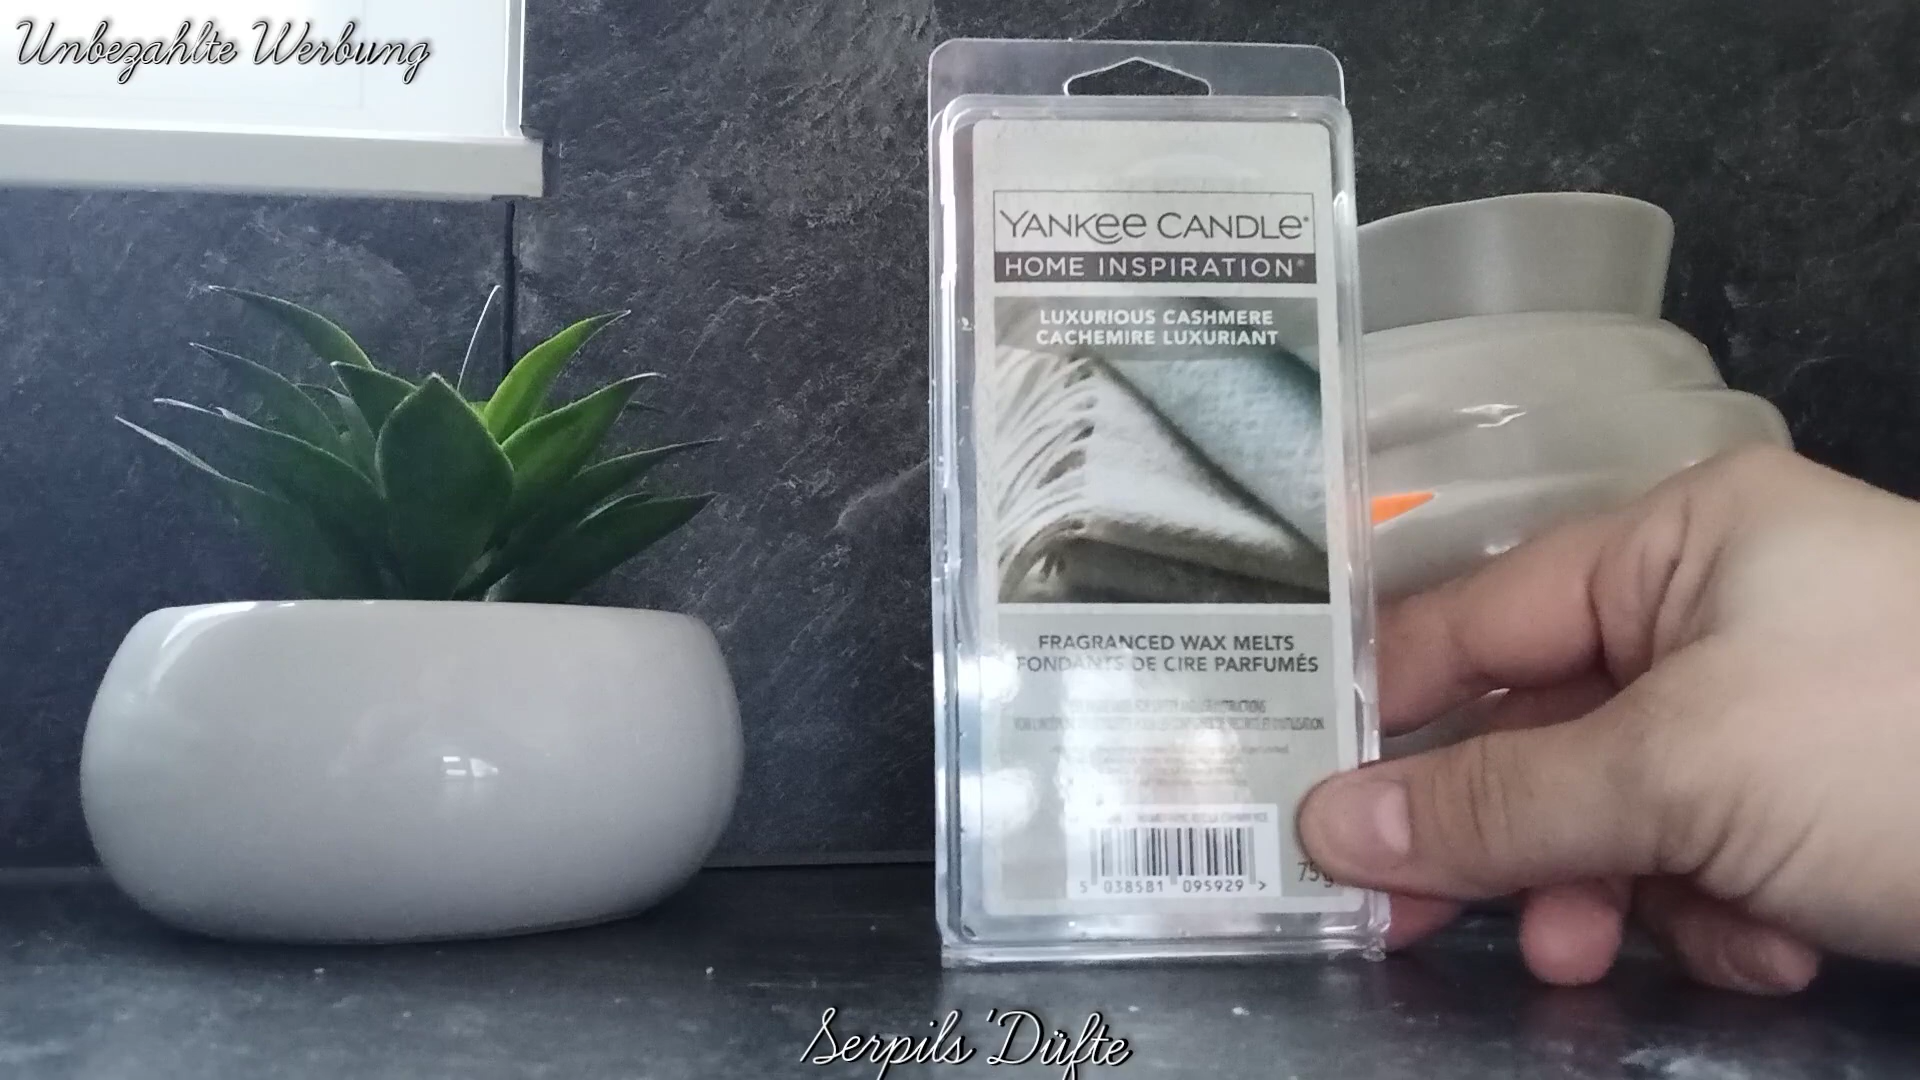 Unbezahlte Werbung
YANKEE CANDLE®
HOME INSPIRATION®
LUXURIOUS CASHMERE
CACHEMIRE LUXURIANT
FRAGRANCED WAX MELTS
FONDANTS DE CIRE PARFUMÉS
5 038581 095929 >
75g
Serpils'Düfte